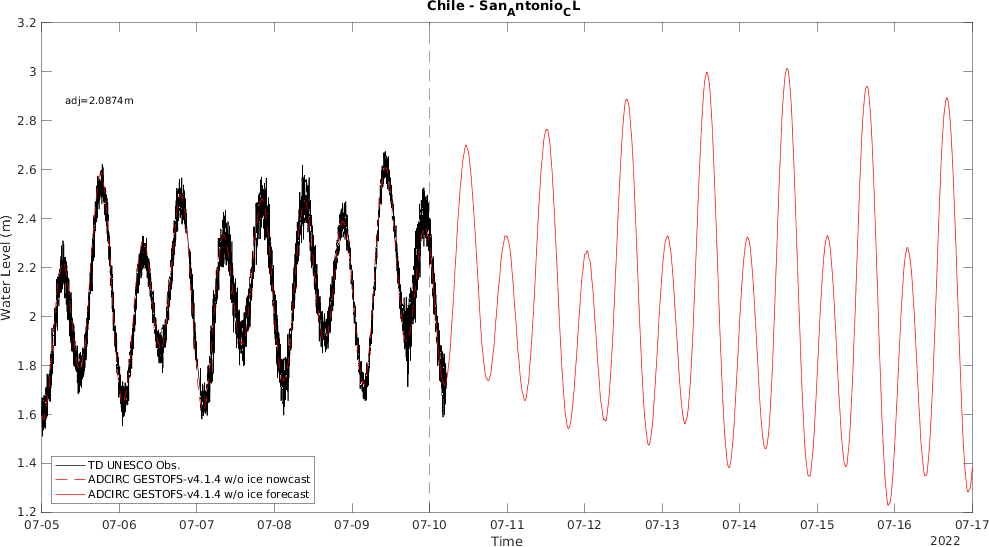 Chile - San_Antonio_CL
3.2
3
2.8
2.6
2.4
2.2
2
1.8
1.6
1.4
1.2
Water Level (m)
adj=2.0874m
TD UNESCO Obs.
ADCIRC GESTOFS-v4.1.4 w/o ice nowcast
ADCIRC GESTOFS-v4.1.4 w/o ice forecast
07-05 07-06 07-07 07-08 07-09 07-10 07-11 07-12 07-13 07-14 07-15 07-16 07-17
Time
2022